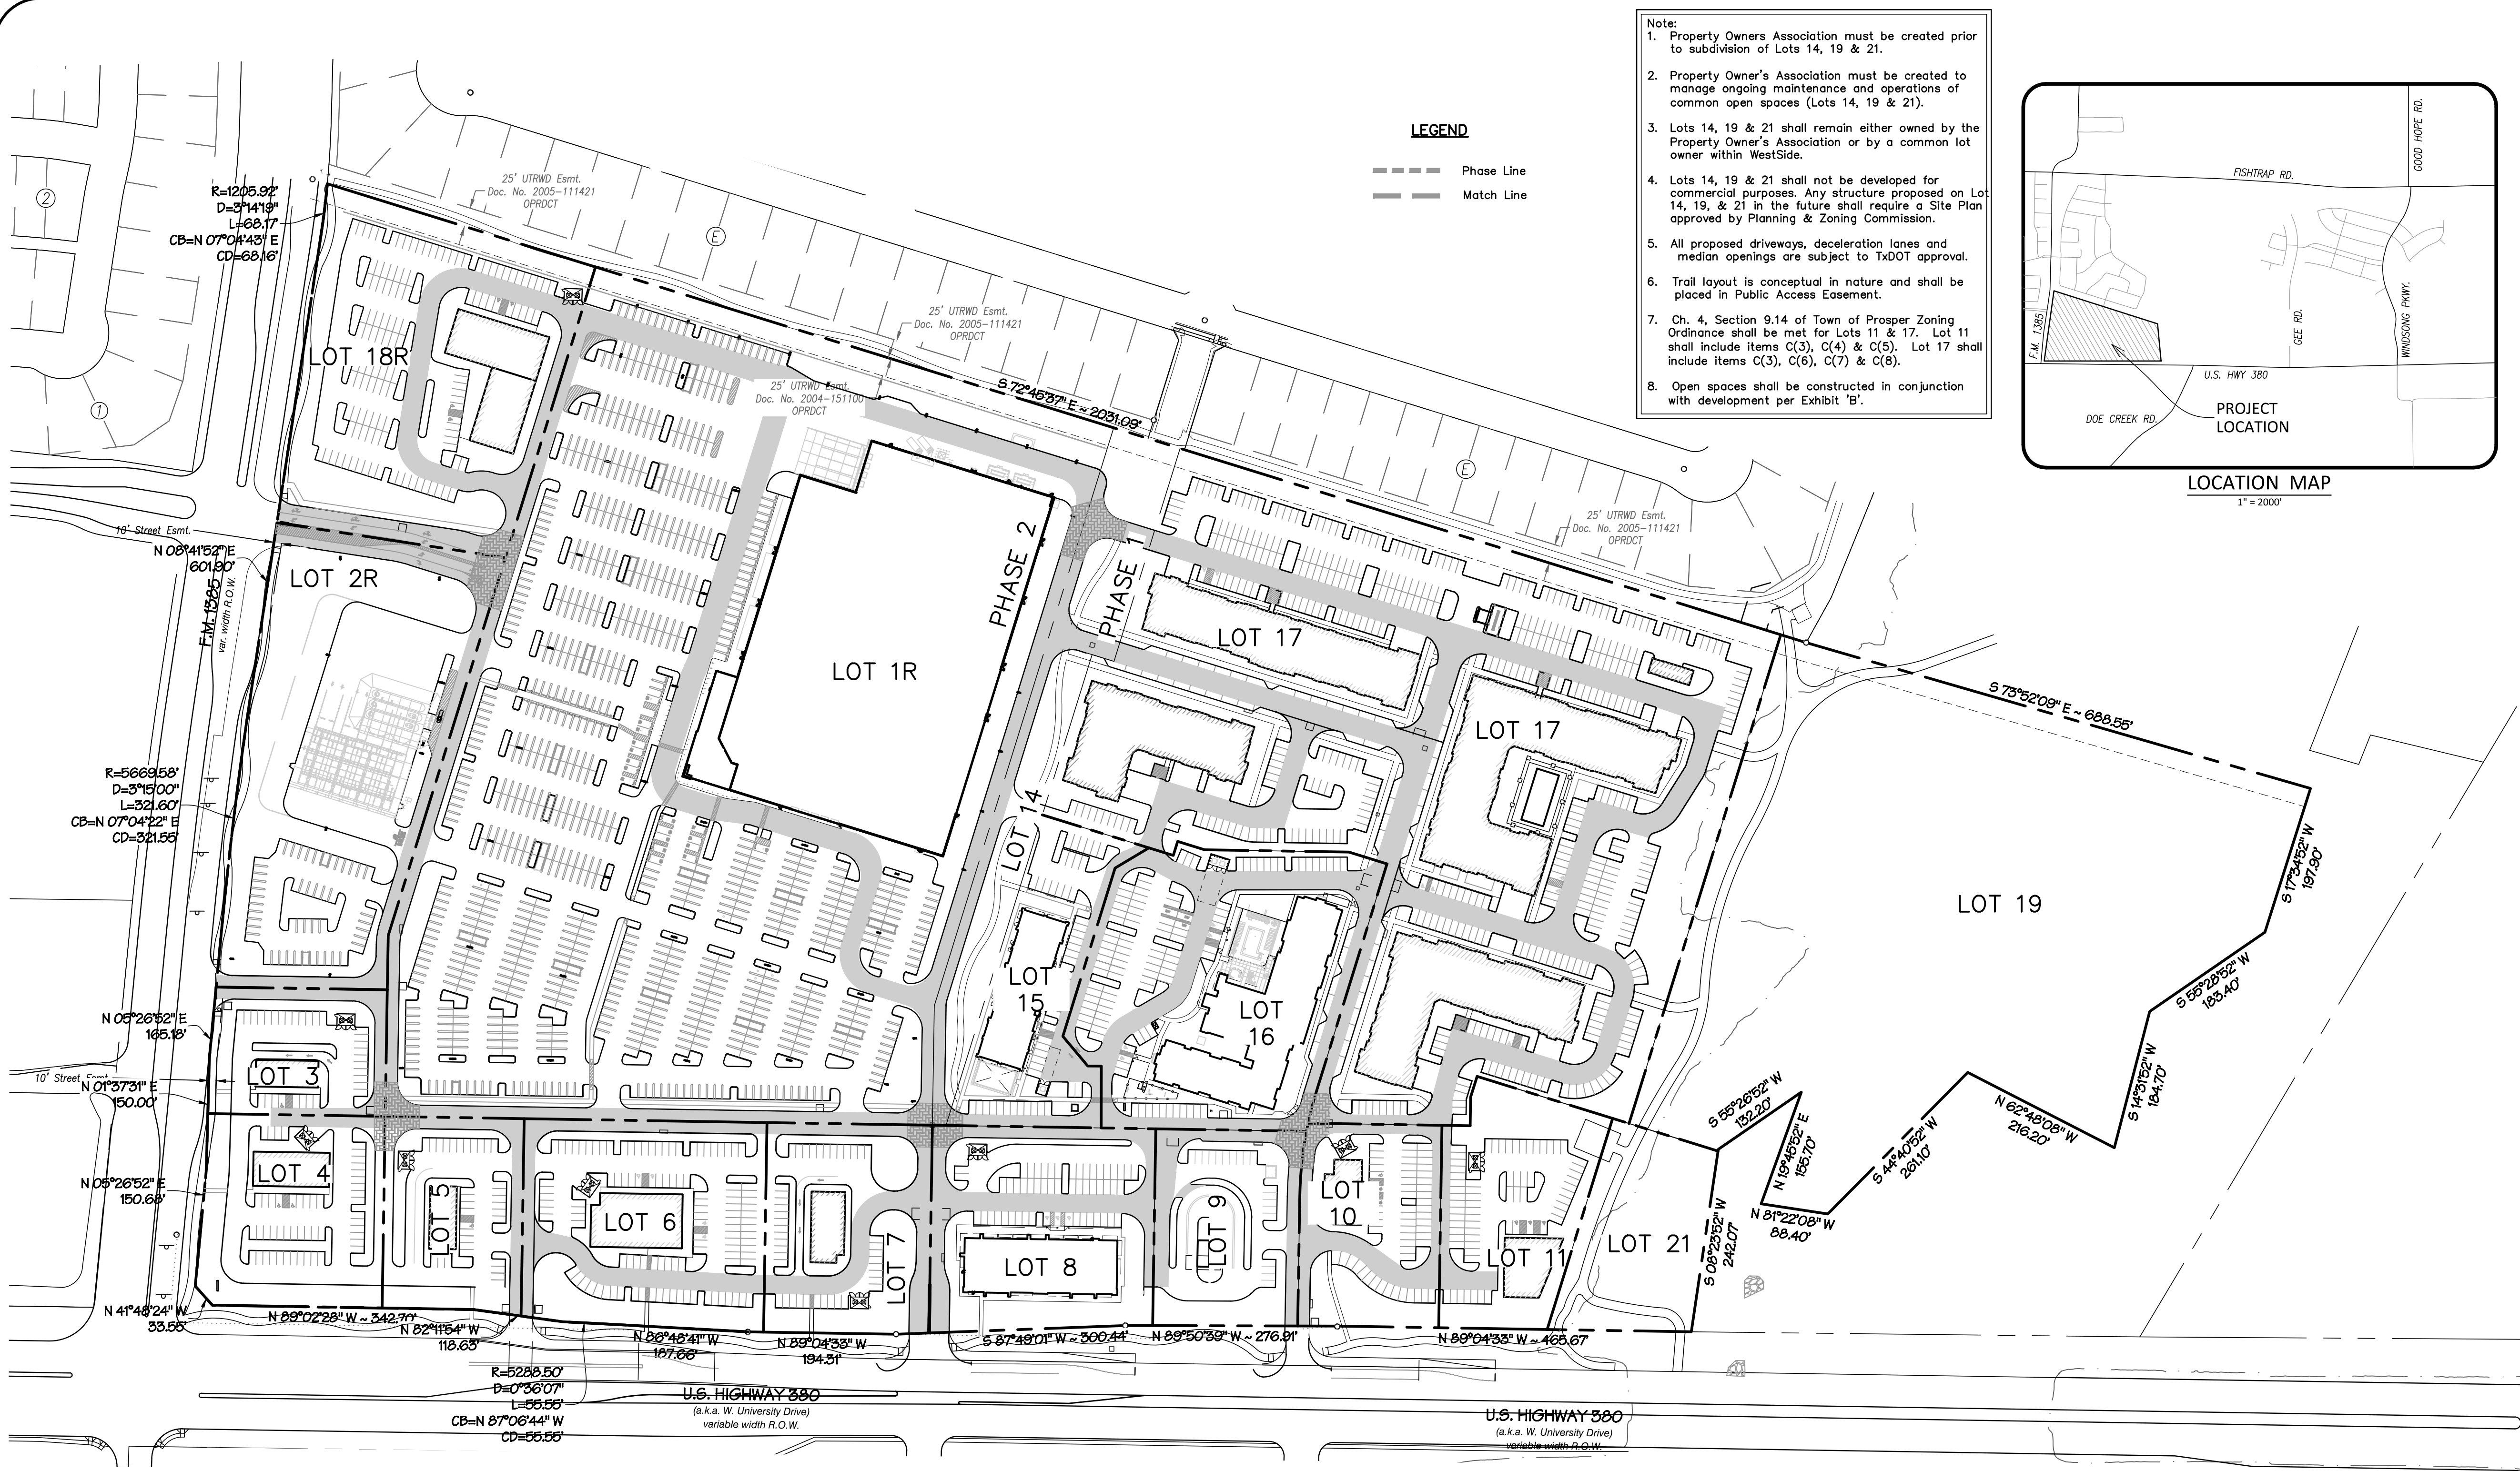 Note:
1. Property Owners Association must be created prior
to subdivision of Lots 14, 19 & 21.
2. Property Owner's Association must be created to
manage ongoing maintenance and operations of
common open spaces (Lots 14, 19 & 21).
3. Lots 14, 19 & 21 shall remain either owned by the
Property Owner's Association or by a common lot
owner within WestSide.
4. Lots 14, 19 & 21 shall not be developed for
commercial purposes. Any structure proposed on Lot
14, 19, & 21 in the future shall require a Site Plan
approved by Planning & Zoning Commission.
5. All proposed driveways, deceleration lanes and
median openings are subject to TxDOT approval.
6. Trail layout is conceptual in nature and shall be
placed in Public Access Easement.
7. Ch. 4, Section 9.14 of Town of Prosper Zoning
Ordinance shall be met for Lots 11 & 17. Lot 11
shall include items C(3), C(4) & C(5). Lot 17 shall
include items C(3), C(6), C(7) & C(8).
8. Open spaces shall be constructed in conjunction
with development per Exhibit 'B'.
LEGEND
Phase Line
Match Line
GOOD HOPE RD.
FISHTRAP RD.
F.M. 1385
GEE RD.
WINDSONG PKWY.
U.S. HWY 380
DOE CREEK RD.
PROJECT
LOCATION
LOCATION MAP
1" = 2000'
2
1
E
E
R=1205.92'
D=3°14'19"
L=68.17'
CB=N 07°04'43" E
CD=68.16'
25' UTRWD Esmt.
Doc. No. 2005-111421
OPRDCT
25' UTRWD Esmt.
Doc. No. 2005-111421
OPRDCT
25' UTRWD Esmt.
Doc. No. 2004-151100
OPRDCT
S 72°45'37" E ~ 2031.09'
25' UTRWD Esmt.
Doc. No. 2005-111421
OPRDCT
LOT 18R
10' Street Esmt.
N 08°41'52" E
601.90'
LOT 2R
F.M. 1385
var. width R.O.W.
PHASE 2
PHASE 1
LOT 17
LOT 1R
LOT 17
S 73°52'09" E ~ 688.55'
R=5669.58'
D=3°15'00"
L=321.60'
CB=N 07°04'22" E
CD=321.55'
LOT 14
S 17°34'52" W
197.90'
LOT 19
S 55°28'52" W
183.40'
LOT
15
LOT
16
N 05°26'52" E
165.18'
10' Street Esmt.
N 01°37'31" E
150.00'
LOT 3
S 55°26'52" W
132.20'
N 19°45'52" E
155.70'
N 62°48'08" W
216.20'
S 14°31'52" W
184.70'
S 44°40'52" W
261.10'
N 81°22'08" W
88.40'
N 05°26'52" E
150.68'
LOT 4
LOT 5
LOT 6
LOT 7
LOT 8
LOT 9
LOT
10
LOT 11
LOT 21
S 08°23'52" W
242.07'
N 41°48'24" W
33.55'
N 89°02'28" W ~ 342.70'
N 82°11'54" W
118.63'
N 86°48'41" W
187.66'
N 89°04'33" W
194.31'
S 87°49'01" W ~ 300.44'
N 89°50'39" W ~ 276.91'
N 89°04'33" W ~ 465.67'
R=5288.50'
D=0°36'07"
L=55.55'
CB=N 87°06'44" W
CD=55.55'
U.S. HIGHWAY 380
(a.k.a. W. University Drive)
variable width R.O.W.
U.S. HIGHWAY 380
(a.k.a. W. University Drive)
variable width R.O.W.